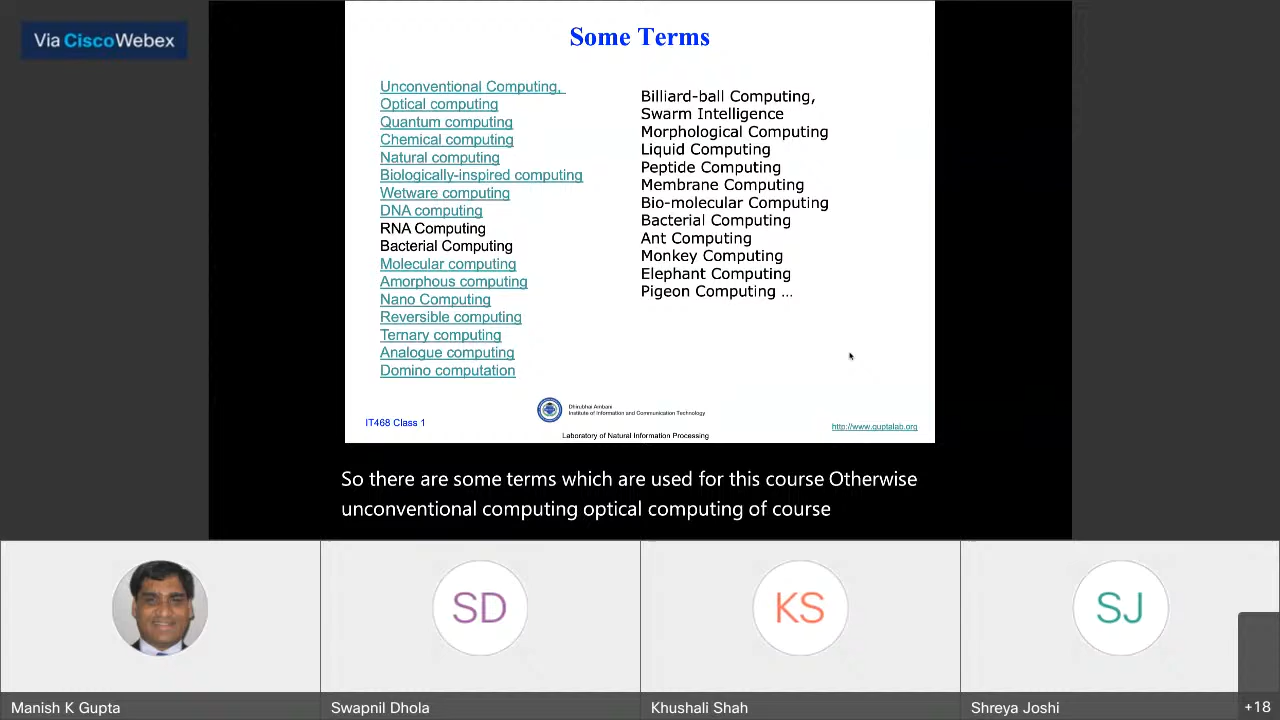 Via Cisco Webex
Some Terms
Unconventional Computing,
Optical computing
Quantum computing
Chemical computing
Natural computing
Biologically-inspired computing
Wetware computing
DNA computing
RNA Computing
Bacterial Computing
Molecular computing
Amorphous computing
Nano Computing
Reversible computing
Ternary computing
Analogue computing
Domino computation
Billiard-ball Computing,
Swarm Intelligence
Morphological Computing
Liquid Computing
Peptide Computing
Membrane Computing
Bio-molecular Computing
Bacterial Computing
Ant Computing
Monkey Computing
Elephant Computing
Pigeon Computing ...
IT468 Class 1
Dhirubhai Ambani
Institute of Information and Communication Technology
Laboratory of Natural Information Processing
http://www.guptalab.org
So there are some terms which are used for this course Otherwise
unconventional computing optical computing of course
SD
KS
SJ
Manish K Gupta
Swapnil Dhola
Khushali Shah
Shreya Joshi
+18